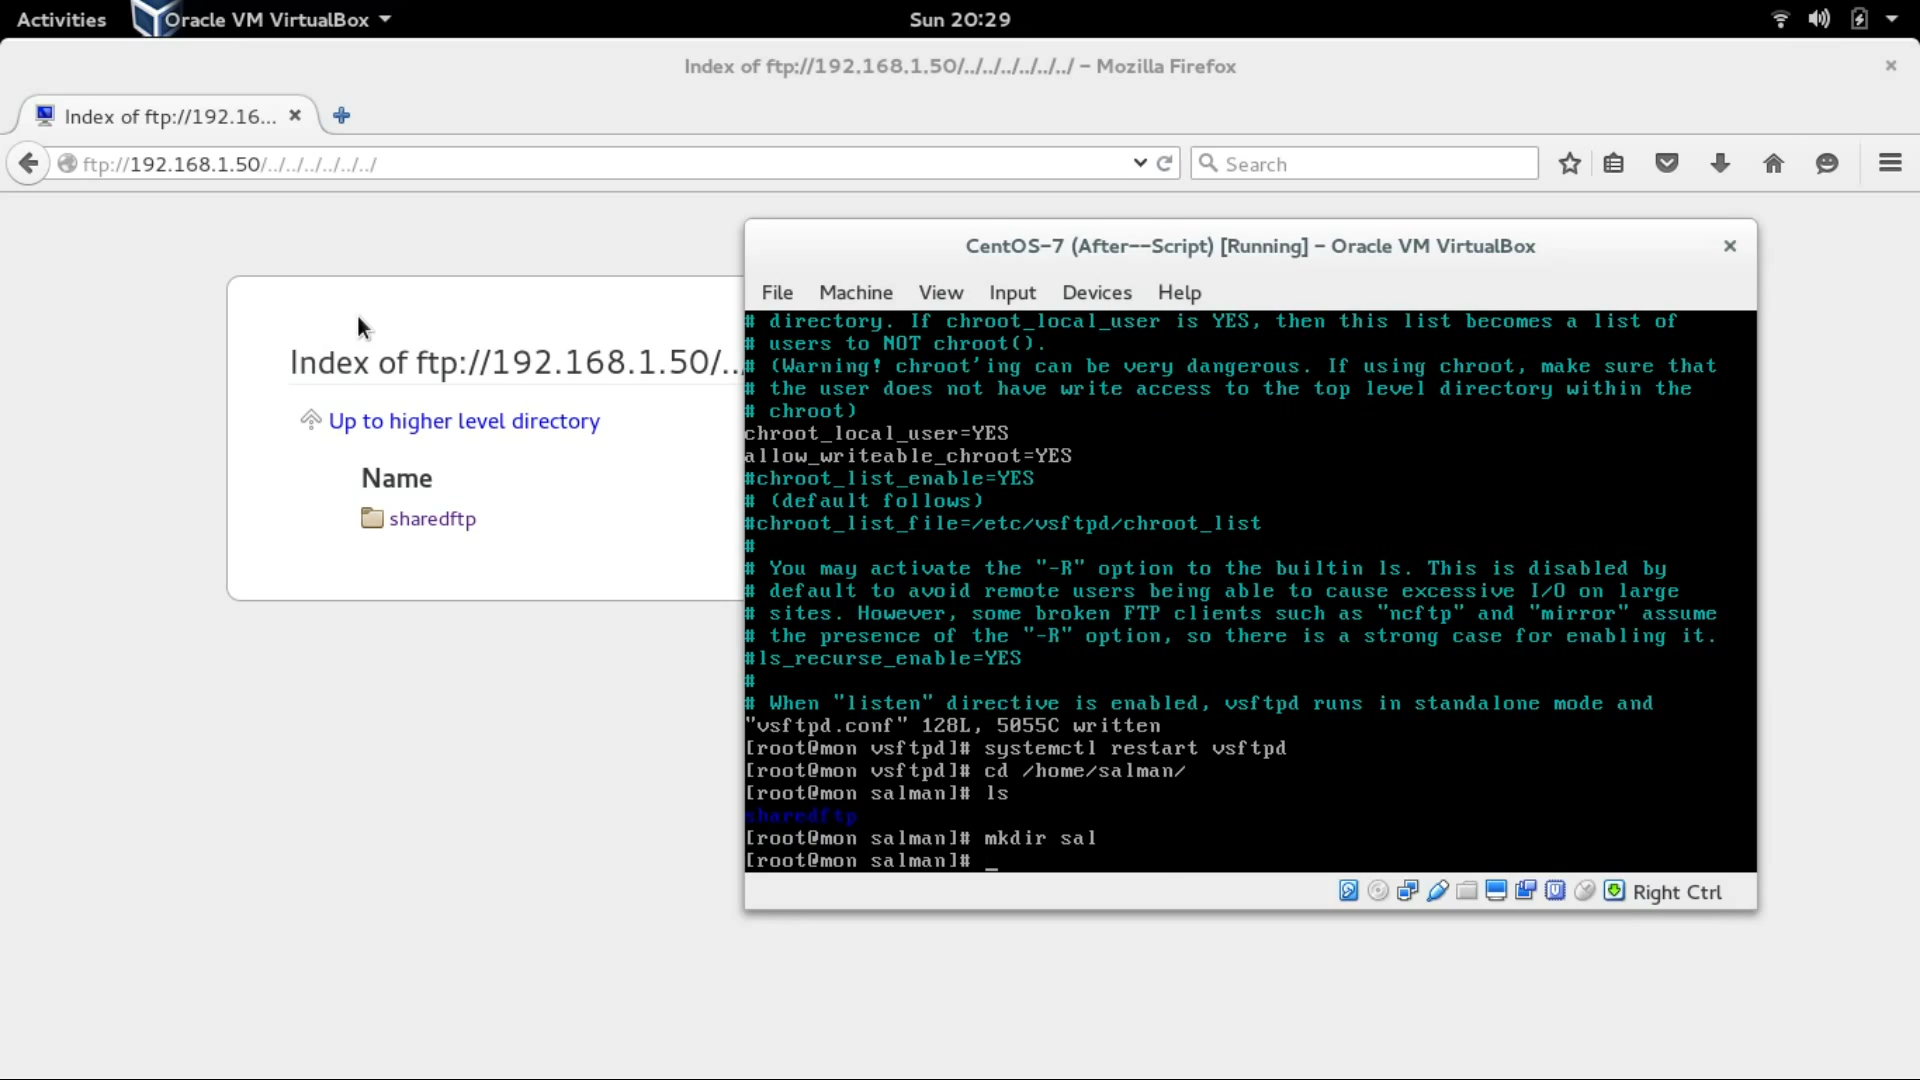 Activities Oracle VM VirtualBox Sun 20:29
Index of ftp://192.168.1.50/../../../../../../ – Mozilla Firefox
Index of ftp://192.16...
ftp://192.168.1.50/../../../../../../ Search
Index of ftp://192.168.1.50/../
Up to higher level directory
Name
sharedftp
CentOS-7 (After--Script) [Running] – Oracle VM VirtualBox
File Machine View Input Devices Help
# directory. If chroot_local_user is YES, then this list becomes a list of
# users to NOT chroot().
# (Warning! chroot'ing can be very dangerous. If using chroot, make sure that
# the user does not have write access to the top level directory within the
# chroot)
chroot_local_user=YES
allow_writeable_chroot=YES
#chroot_list_enable=YES
# (default follows)
#chroot_list_file=/etc/vsftpd/chroot_list
#
# You may activate the "-R" option to the builtin ls. This is disabled by
# default to avoid remote users being able to cause excessive I/O on large
# sites. However, some broken FTP clients such as "ncftp" and "mirror" assume
# the presence of the "-R" option, so there is a strong case for enabling it.
#ls_recurse_enable=YES
#
# When "listen" directive is enabled, vsftpd runs in standalone mode and
"vsftpd.conf" 128L, 5055C written
[root@mon vsftpd]# systemctl restart vsftpd
[root@mon vsftpd]# cd /home/salman/
[root@mon salman]# ls
sharedftp
[root@mon salman]# mkdir sal
[root@mon salman]# _
Right Ctrl